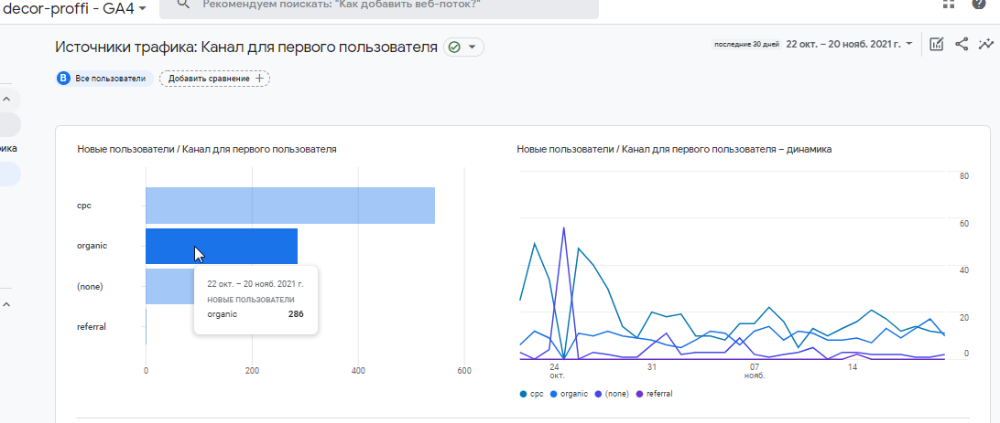 decor-proffi - GA4
Рекомендуем поискать: "Как добавить веб-поток?"
Источники трафика: Канал для первого пользователя
последние 30 дней 22 окт. – 20 нояб. 2021 г.
B Все пользователи
Добавить сравнение +
Новые пользователи / Канал для первого пользователя
cpc
organic
(none)
referral
0 200 400 600
22 окт. – 20 нояб. 2021 г.
НОВЫЕ ПОЛЬЗОВАТЕЛИ
organic 286
Новые пользователи / Канал для первого пользователя – динамика
80
60
40
20
0
24 31 07 14
окт. нояб.
cpc organic (none) referral